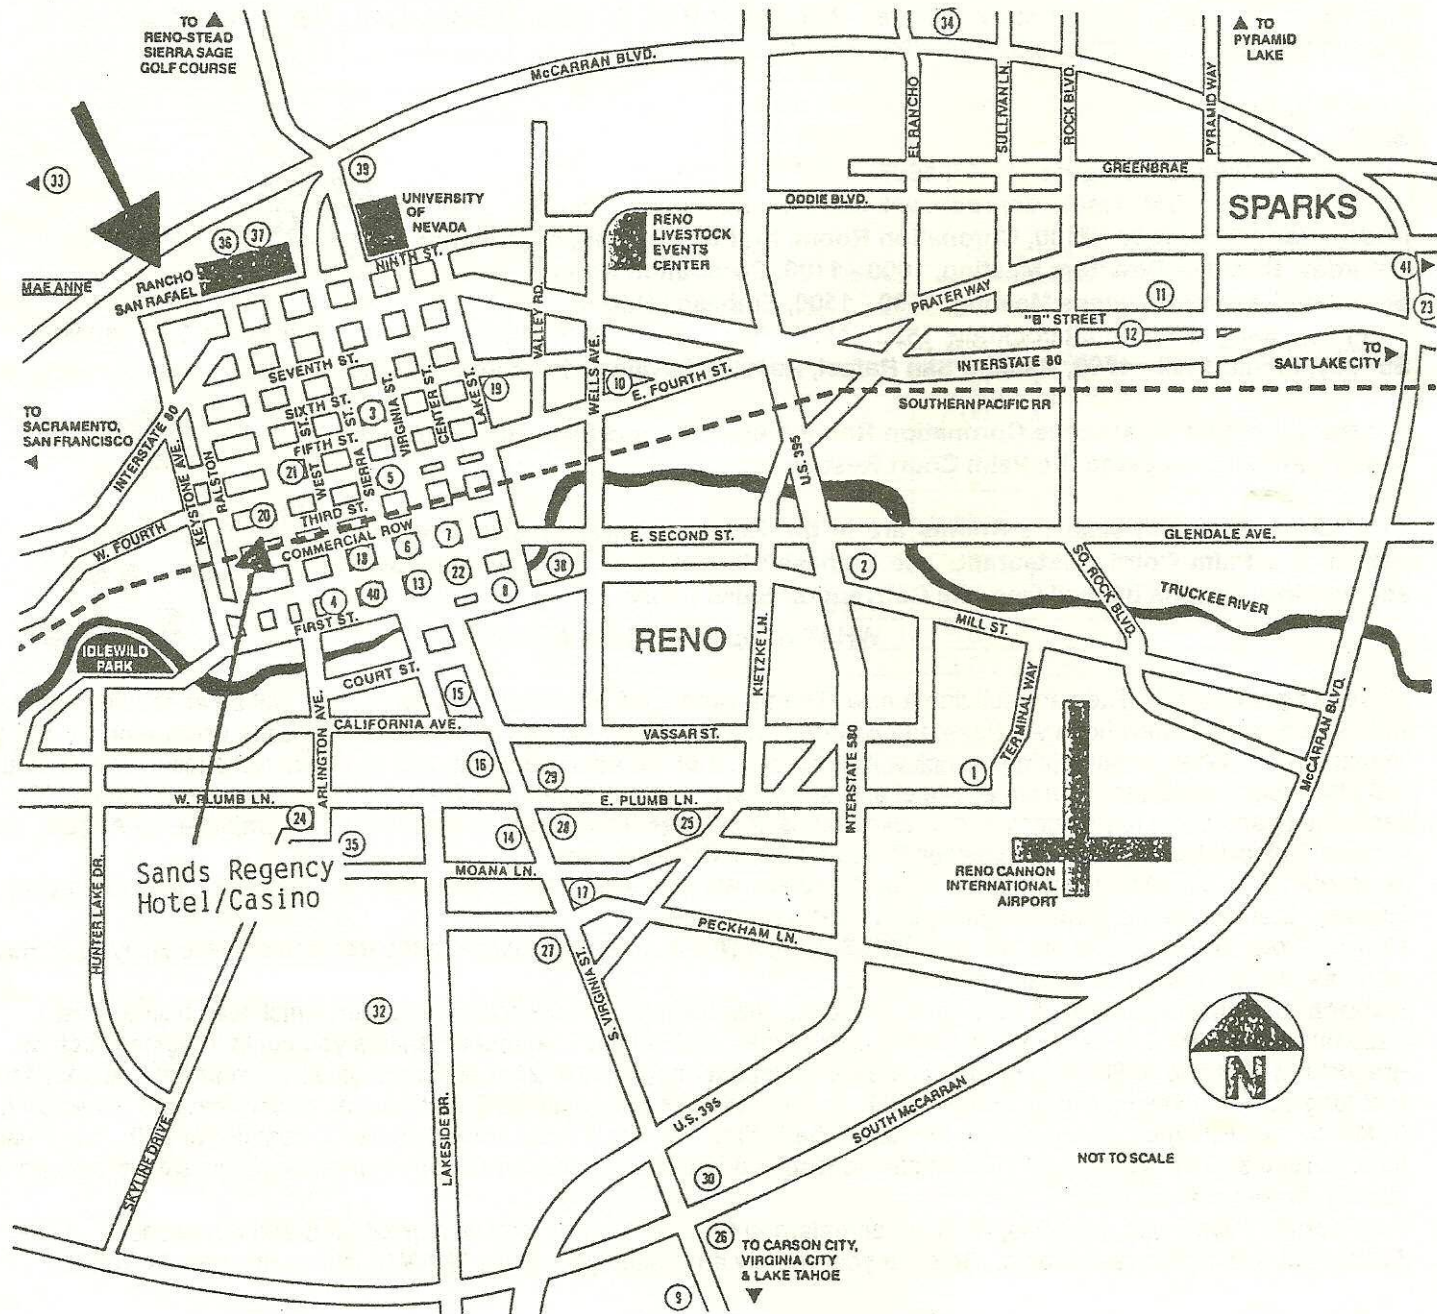 TO
RENO-STEAD
SIERRA SAGE
GOLF COURSE
34
TO
PYRAMID
LAKE
McCARRAN BLVD.
EL RANCHO
SULLIVAN LN.
ROCK BLVD.
PYRAMID WAY
33
39
GREENBRAE
UNIVERSITY
OF
NEVADA
ODDIE BLVD.
SPARKS
36
37
RENO
LIVESTOCK
EVENTS
CENTER
NINTH ST.
MAE ANNE
RANCHO
SAN RAFAEL
41
VALLEY RD.
PRATER WAY
11
23
"B" STREET
12
SEVENTH ST.
INTERSTATE 80
TO
SALT LAKE CITY
WELLS AVE.
10
E. FOURTH ST.
19
SOUTHERN PACIFIC RR
TO
SACRAMENTO,
SAN FRANCISCO
INTERSTATE 80
SIXTH ST.
3
VIRGINIA ST.
CENTER ST.
LAKE ST.
FIFTH ST.
KEYSTONE AVE.
RALSTON
21
WEST
ST.
SIERRA
ST.
5
U.S. 395
20
THIRD ST.
W. FOURTH
COMMERCIAL ROW
18
6
7
E. SECOND ST.
GLENDALE AVE.
38
2
SO. ROCK BLVD.
4
40
13
22
8
FIRST ST.
TRUCKEE RIVER
MILL ST.
RENO
IDLEWILD
PARK
COURT ST.
15
KIETZKE LN.
TERMINAL WAY
CALIFORNIA AVE.
VASSAR ST.
ARLINGTON AVE.
INTERSTATE 580
McCARRAN BLVD.
16
29
1
W. PLUMB LN.
E. PLUMB LN.
24
35
14
28
25
Sands Regency
Hotel/Casino
MOANA LN.
RENO CANNON
INTERNATIONAL
AIRPORT
17
HUNTER LAKE DR.
PECKHAM LN.
27
S. VIRGINIA ST.
32
N
LAKESIDE DR.
U.S. 395
SOUTH McCARRAN
SKYLINE DRIVE
NOT TO SCALE
30
26
TO CARSON CITY,
VIRGINIA CITY
& LAKE TAHOE
9